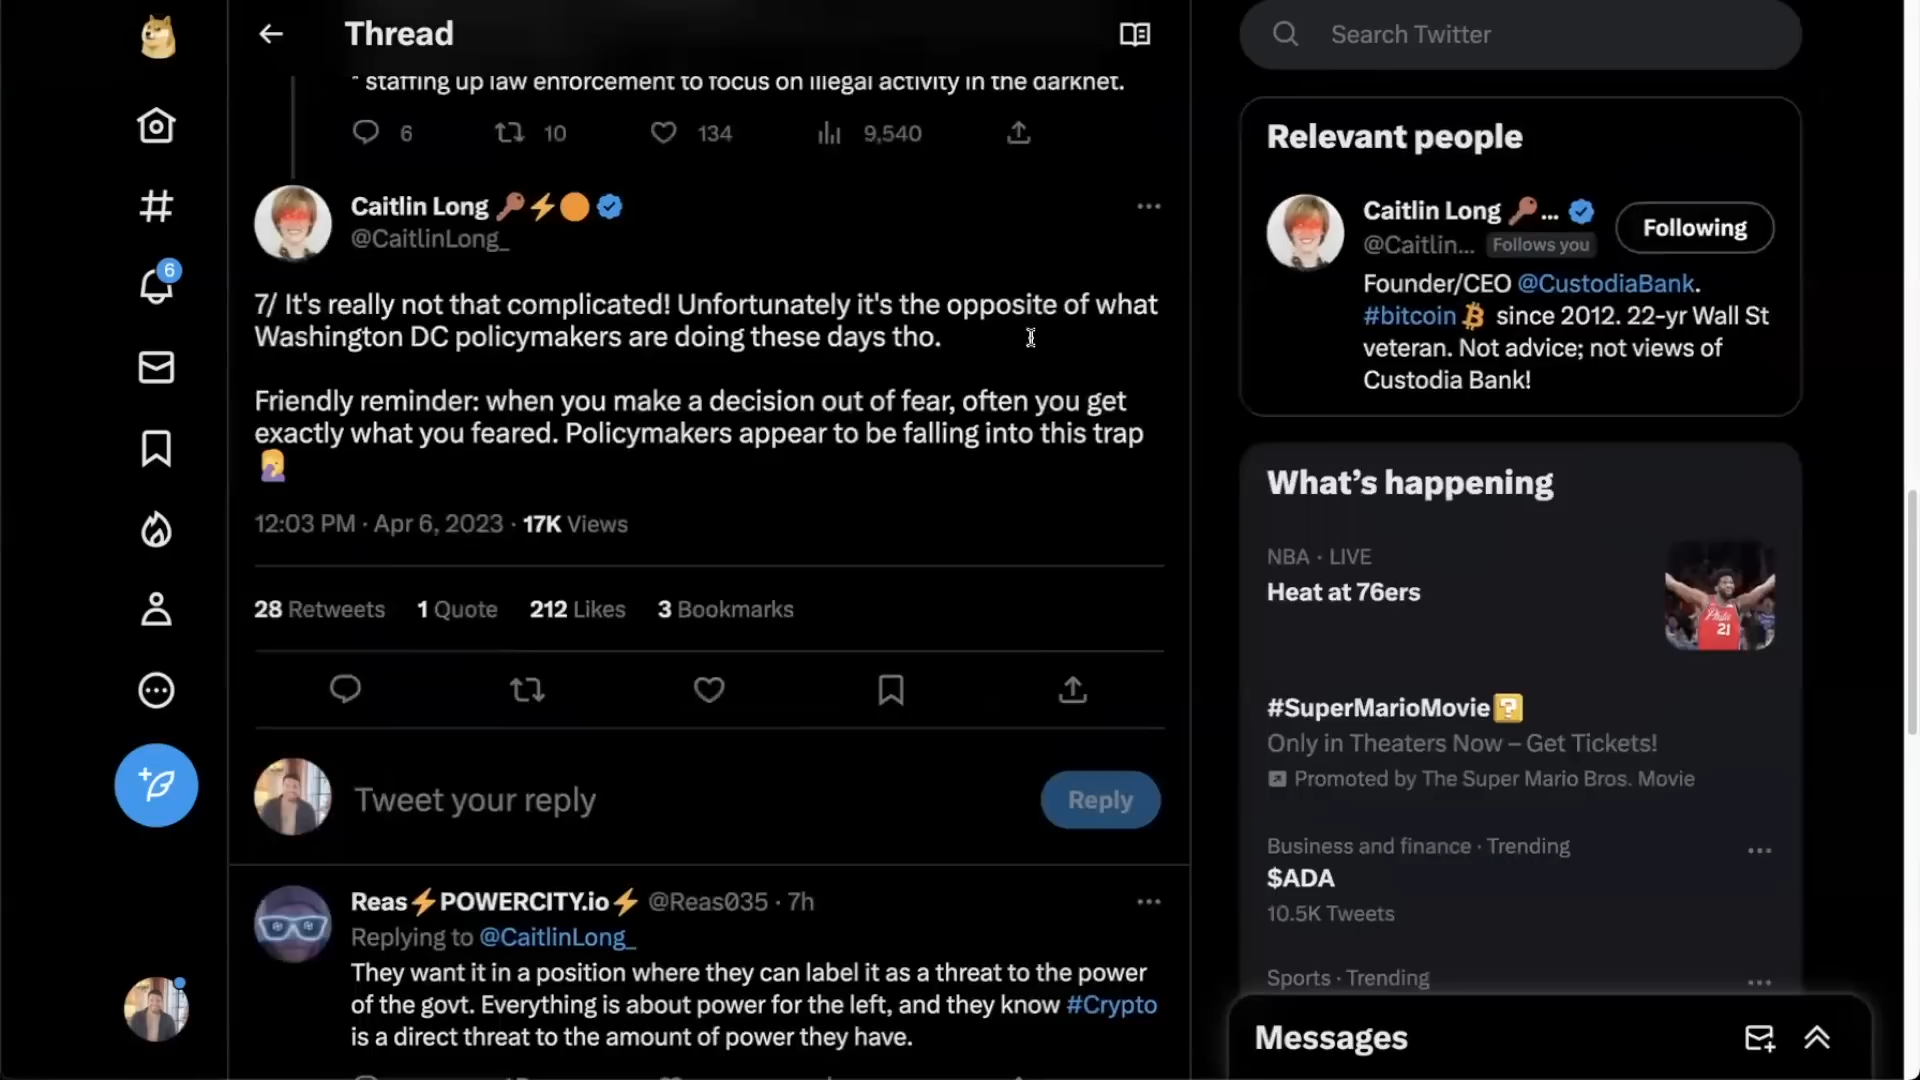 Thread
* staffing up law enforcement to focus on illegal activity in the darknet.
6 10 134 9,540
Caitlin Long
@CaitlinLong_
7/ It's really not that complicated! Unfortunately it's the opposite of what
Washington DC policymakers are doing these days tho.
Friendly reminder: when you make a decision out of fear, often you get
exactly what you feared. Policymakers appear to be falling into this trap
12:03 PM · Apr 6, 2023 · 17K Views
28 Retweets 1 Quote 212 Likes 3 Bookmarks
Tweet your reply
Reply
Reas⚡POWERCITY.io⚡ @Reas035 · 7h
Replying to @CaitlinLong_
They want it in a position where they can label it as a threat to the power
of the govt. Everything is about power for the left, and they know #Crypto
is a direct threat to the amount of power they have.
6
Search Twitter
Relevant people
Caitlin Long ...
@Caitlin... Follows you
Following
Founder/CEO @CustodiaBank.
#bitcoin since 2012. 22-yr Wall St
veteran. Not advice; not views of
Custodia Bank!
What's happening
NBA · LIVE
Heat at 76ers
Phila
21
#SuperMarioMovie
Only in Theaters Now – Get Tickets!
Promoted by The Super Mario Bros. Movie
Business and finance · Trending
$ADA
10.5K Tweets
Sports · Trending
Messages